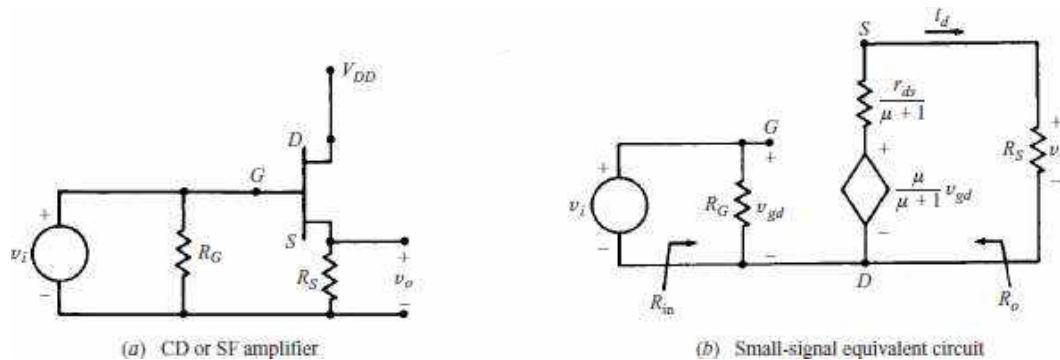 V_DD
D
G
S
+
v_i
−
R_G
R_S
+
v_o
−
(a) CD or SF amplifier
S
i_d
r_ds
μ + 1
+
μ
μ + 1
v_gd
−
G
+
R_G
v_gd
−
+
v_i
−
R_S
+
v
−
D
R_in
R_o
(b) Small-signal equivalent circuit